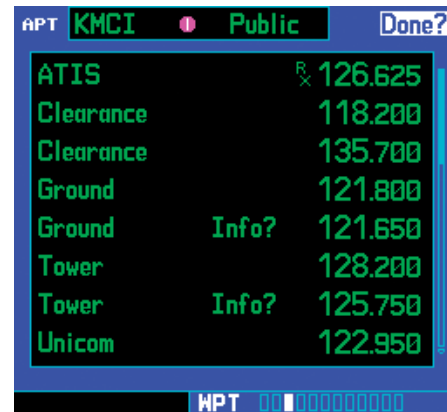 APT KMCI Public Done?
ATIS Rx 126.625
Clearance 118.200
Clearance 135.700
Ground 121.800
Ground Info? 121.650
Tower 128.200
Tower Info? 125.750
Unicom 122.950
WPT